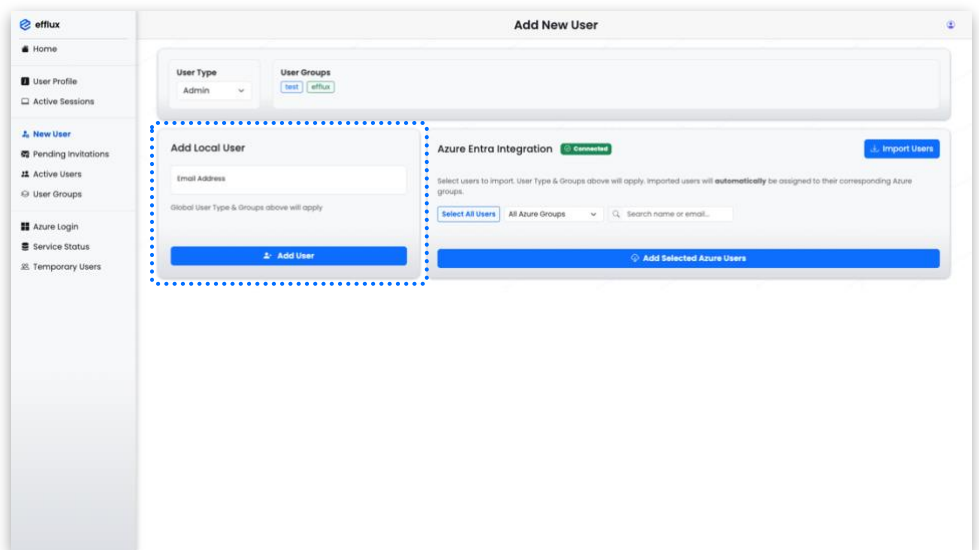 efflux
Add New User
Home
User Profile
Active Sessions
New User
Pending Invitations
Active Users
User Groups
Azure Login
Service Status
Temporary Users
User Type
Admin
User Groups
test efflux
Add Local User
Email Address
Global User Type & Groups above will apply
Add User
Azure Entra Integration Connected
Import Users
Select users to import. User Type & Groups above will apply. Imported users will automatically be assigned to their corresponding Azure
groups.
Select All Users All Azure Groups Search name or email...
Add Selected Azure Users